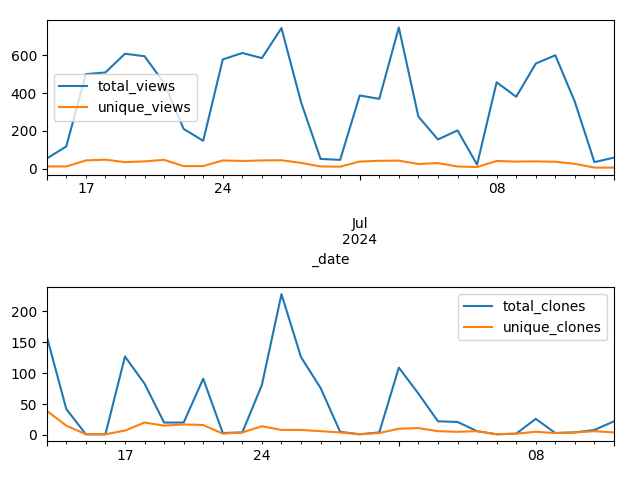 600
400
200
0
total_views
unique_views
17
24
08
Jul
2024
_date
200
150
100
50
0
total_clones
unique_clones
17
24
08